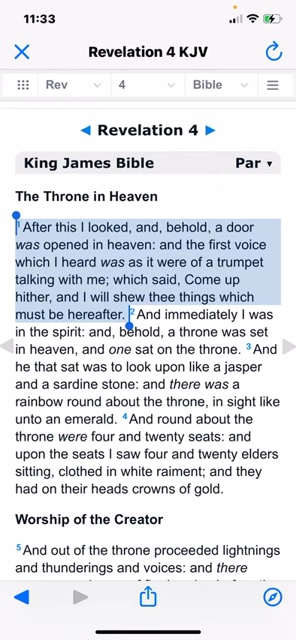 11:33
Revelation 4 KJV
Rev 4 Bible
Revelation 4
King James Bible Par
The Throne in Heaven
1 After this I looked, and, behold, a door
was opened in heaven: and the first voice
which I heard was as it were of a trumpet
talking with me; which said, Come up
hither, and I will shew thee things which
must be hereafter. 2 And immediately I was
in the spirit: and, behold, a throne was set
in heaven, and one sat on the throne. 3 And
he that sat was to look upon like a jasper
and a sardine stone: and there was a
rainbow round about the throne, in sight like
unto an emerald. 4 And round about the
throne were four and twenty seats: and
upon the seats I saw four and twenty elders
sitting, clothed in white raiment; and they
had on their heads crowns of gold.
Worship of the Creator
5 And out of the throne proceeded lightnings
and thunderings and voices: and there